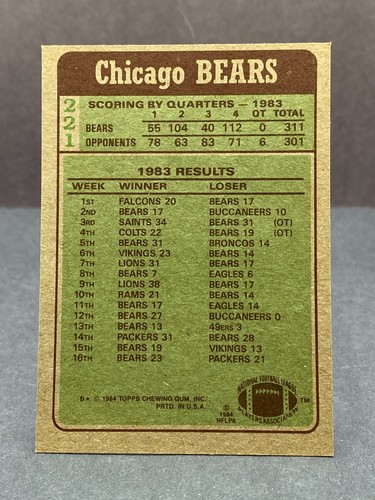 Chicago BEARS
221
SCORING BY QUARTERS — 1983
1 2 3 4 OT TOTAL
BEARS 55 104 40 112 0 311
OPPONENTS 78 63 83 71 6 301
1983 RESULTS
WEEK WINNER LOSER
1ST FALCONS 20 BEARS 17
2ND BEARS 17 BUCCANEERS 10
3RD SAINTS 34 BEARS 31 (OT)
4TH COLTS 22 BEARS 19 (OT)
5TH BEARS 31 BRONCOS 14
6TH VIKINGS 23 BEARS 14
7TH LIONS 31 BEARS 17
8TH BEARS 7 EAGLES 6
9TH LIONS 38 BEARS 17
10TH RAMS 21 BEARS 14
11TH BEARS 17 EAGLES 14
12TH BEARS 27 BUCCANEERS 0
13TH BEARS 13 49ERS 3
14TH PACKERS 31 BEARS 28
15TH BEARS 19 VIKINGS 13
16TH BEARS 23 PACKERS 21
B* © 1984 TOPPS CHEWING GUM, INC.
PRTD. IN U.S.A.
© 1984 NFLPA
NATIONAL FOOTBALL LEAGUE
PLAYERS ASSOCIATION
TM